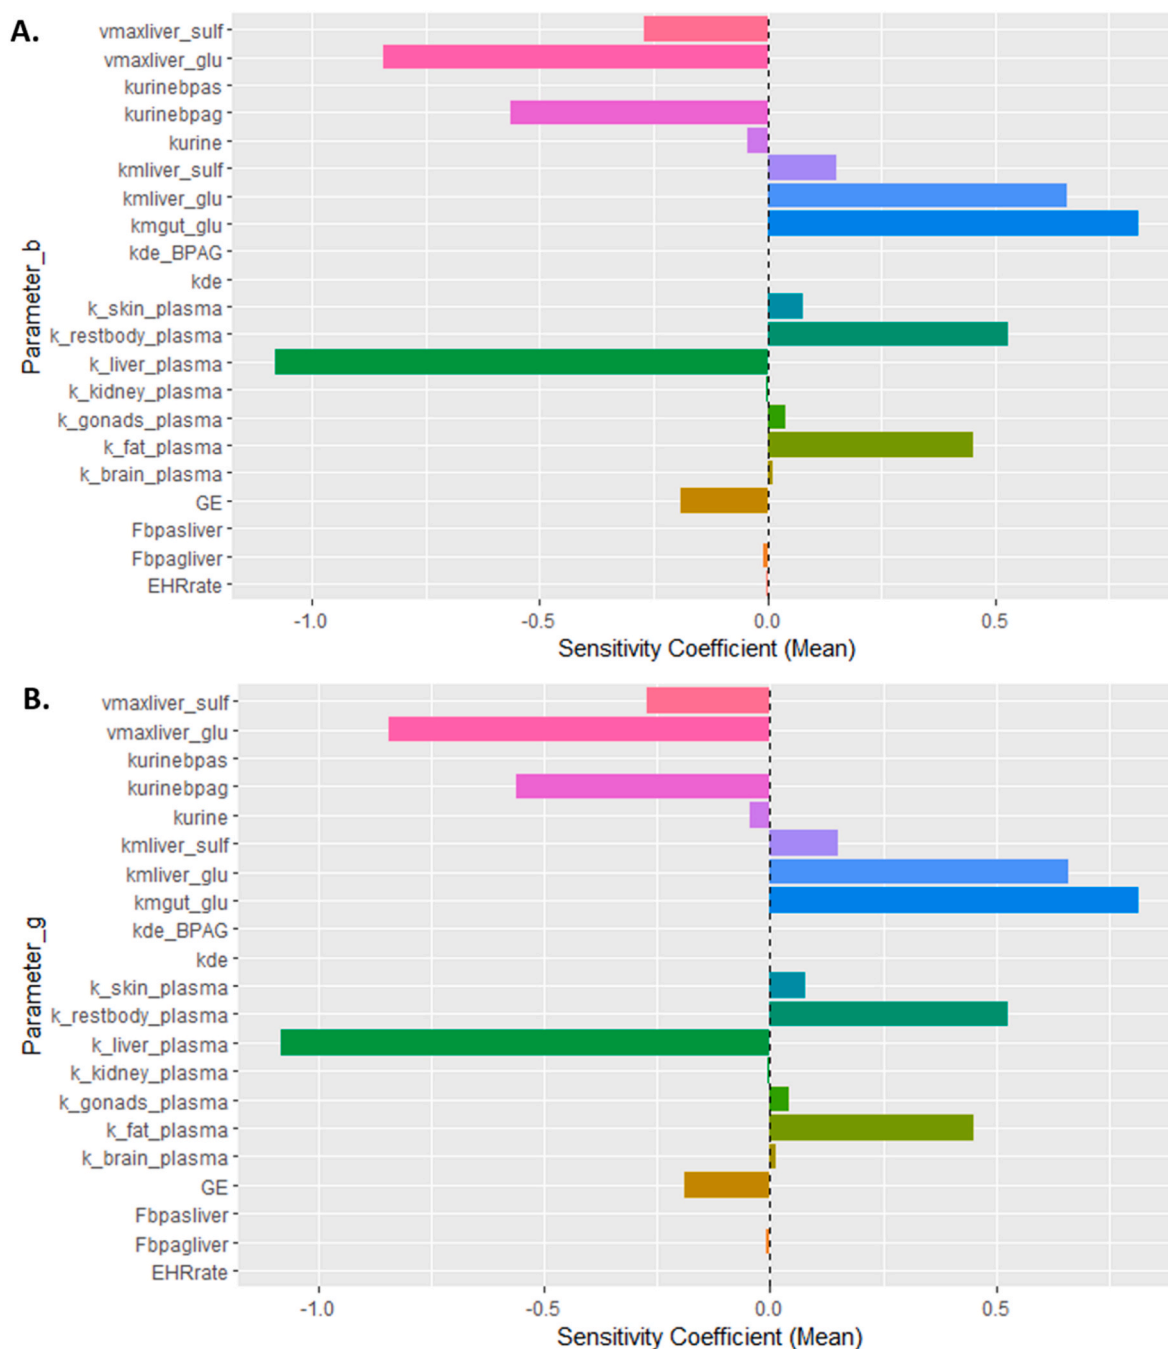 A.
Parameter_b
vmaxliver_sulf
vmaxliver_glu
kurinebpas
kurinebpag
kurine
kmliver_sulf
kmliver_glu
kmgut_glu
kde_BPAG
kde
k_skin_plasma
k_restbody_plasma
k_liver_plasma
k_kidney_plasma
k_gonads_plasma
k_fat_plasma
k_brain_plasma
GE
Fbpasliver
Fbpagliver
EHRrate
-1.0 -0.5 0.0 0.5
Sensitivity Coefficient (Mean)
B.
Parameter_g
vmaxliver_sulf
vmaxliver_glu
kurinebpas
kurinebpag
kurine
kmliver_sulf
kmliver_glu
kmgut_glu
kde_BPAG
kde
k_skin_plasma
k_restbody_plasma
k_liver_plasma
k_kidney_plasma
k_gonads_plasma
k_fat_plasma
k_brain_plasma
GE
Fbpasliver
Fbpagliver
EHRrate
-1.0 -0.5 0.0 0.5
Sensitivity Coefficient (Mean)